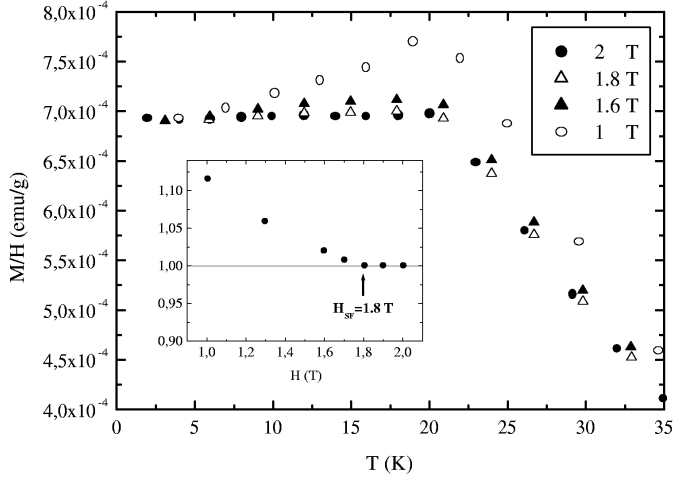 8,0x10⁻⁴
7,5x10⁻⁴
7,0x10⁻⁴
6,5x10⁻⁴
6,0x10⁻⁴
5,5x10⁻⁴
5,0x10⁻⁴
4,5x10⁻⁴
4,0x10⁻⁴
M/H (emu/g)
2 T
1.8 T
1.6 T
1 T
1,10
1,05
1,00
0,95
0,90
H_SF=1.8 T
1,0 1,2 1,4 1,6 1,8 2,0
H (T)
0 5 10 15 20 25 30 35
T (K)